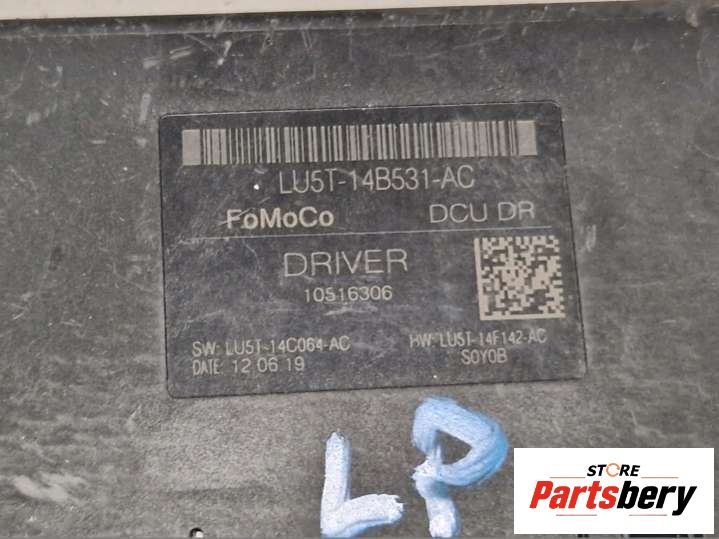 LU5T-14B531-AC
FoMoCo DCU DR
DRIVER
10516306
SW: LU5T-14C064-AC HW: LU5T-14F142-AC
DATE: 12 06 19 S0Y0B
LP
STORE
Partsbery